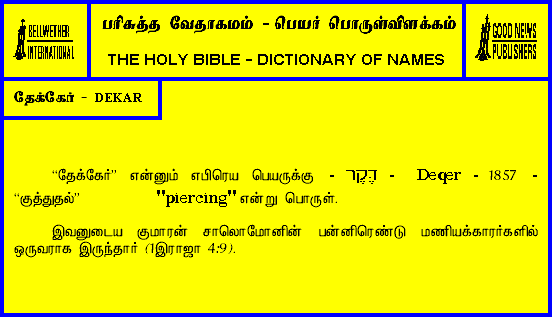 BELLWETHER
INTERNATIONAL
பரிசுத்த வேதாகமம் - பெயர் பொருள்விளக்கம்
THE HOLY BIBLE - DICTIONARY OF NAMES
GOOD NEWS
PUBLISHERS
தேக்கேர் - DEKAR
“தேக்கேர்” என்னும் எபிரெய பெயருக்கு - דֶּקֶר - Deqer - 1857 -
“குத்துதல்” "piercing" என்று பொருள்.
இவனுடைய குமாரன் சாலொமோனின் பன்னிரெண்டு மணியக்காரர்களில்
ஒருவராக இருந்தார் (1இராஜா 4:9).